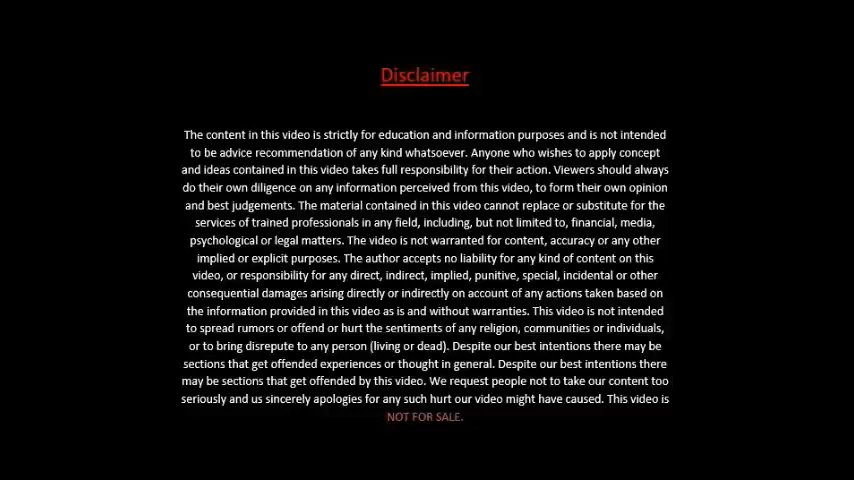 Disclaimer
The content in this video is strictly for education and information purposes and is not intended
to be advice recommendation of any kind whatsoever. Anyone who wishes to apply concept
and ideas contained in this video takes full responsibility for their action. Viewers should always
do their own diligence on any information perceived from this video, to form their own opinion
and best judgements. The material contained in this video cannot replace or substitute for the
services of trained professionals in any field, including, but not limited to, financial, media,
psychological or legal matters. The video is not warranted for content, accuracy or any other
implied or explicit purposes. The author accepts no liability for any kind of content on this
video, or responsibility for any direct, indirect, implied, punitive, special, incidental or other
consequential damages arising directly or indirectly on account of any actions taken based on
the information provided in this video as is and without warranties. This video is not intended
to spread rumors or offend or hurt the sentiments of any religion, communities or individuals,
or to bring disrepute to any person (living or dead). Despite our best intentions there may be
sections that get offended experiences or thought in general. Despite our best intentions there
may be sections that get offended by this video. We request people not to take our content too
seriously and us sincerely apologies for any such hurt our video might have caused. This video is
NOT FOR SALE.